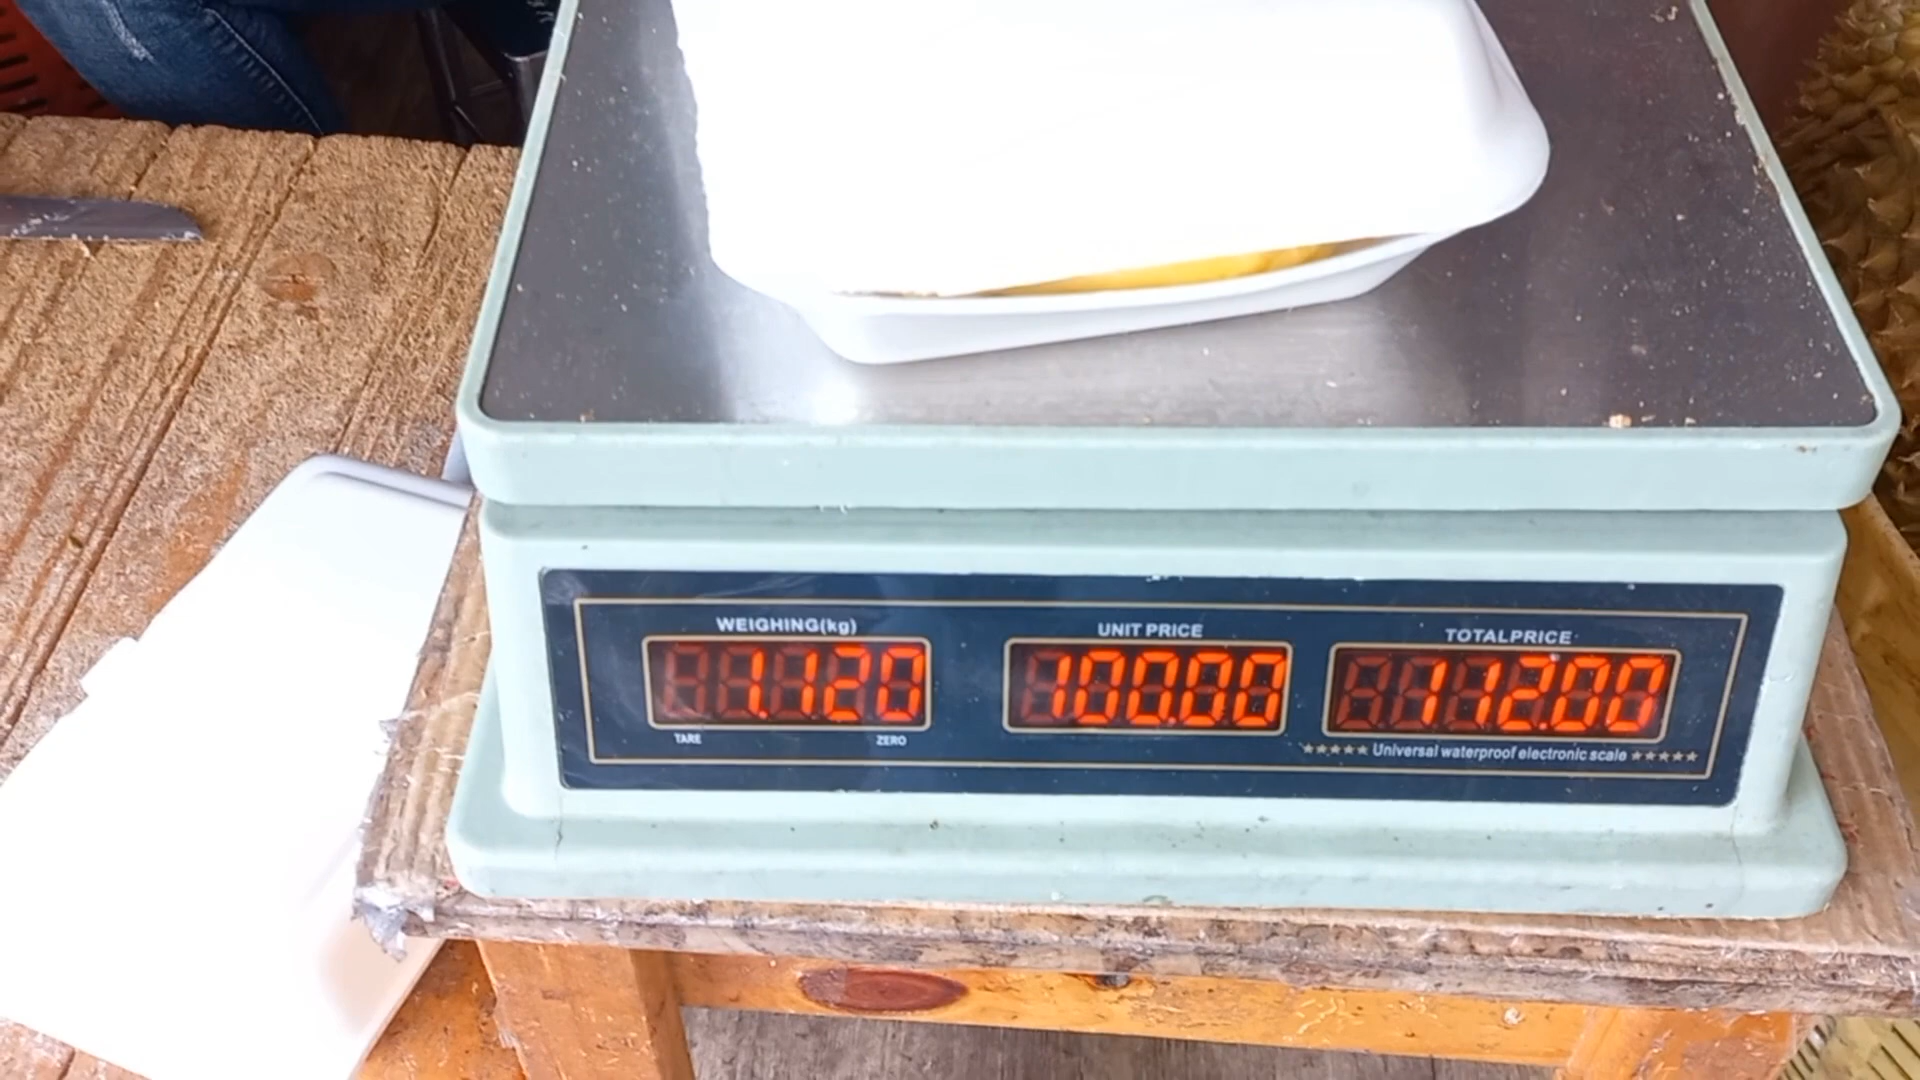 WEIGHING(kg) UNIT PRICE TOTALPRICE
1.120 100.00 112.00
TARE ZERO
★★★★★ Universal waterproof electronic scale ★★★★★